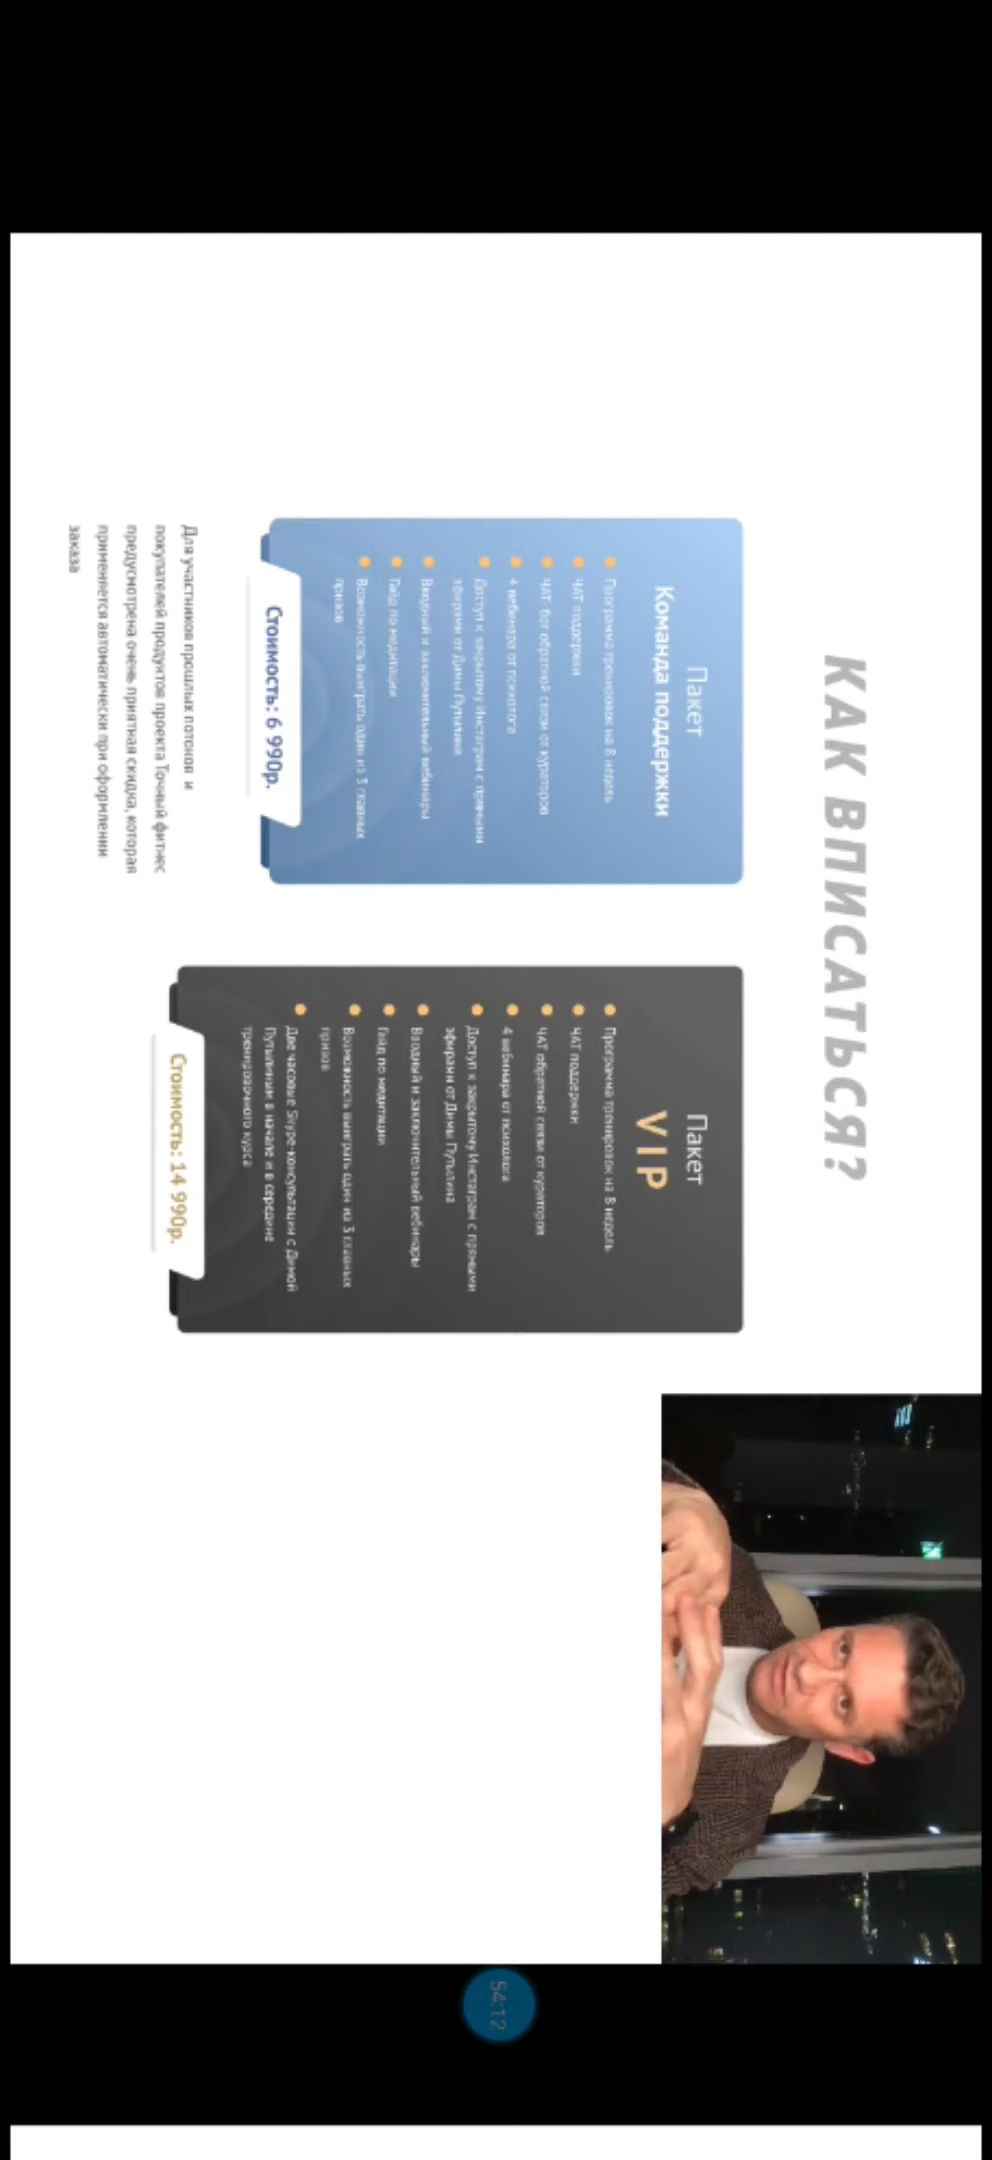 КАК ВПИСАТЬСЯ?
Пакет
Команда поддержки
Программа тренировок на 8 недель
ЧАТ поддержки
ЧАТ-бот обратной связи от кураторов
4 вебинара от психолога
Доступ к закрытому Инстаграм с прямыми
эфирами от Димы Путылина
Вводный и заключительный вебинары
Гайд по медитации
Возможность выиграть один из 3 главных
призов
Стоимость: 6 990р.
Для участников прошлых потоков и
покупателей продуктов проекта Точный фитнес
предусмотрена очень приятная скидка, которая
применяется автоматически при оформлении
заказа
Пакет
VIP
Программа тренировок на 8 недель
ЧАТ поддержки
ЧАТ обратной связи от кураторов
4 вебинара от психолога
Доступ к закрытому Инстаграм с прямыми
эфирами от Димы Путылина
Вводный и заключительный вебинары
Гайд по медитации
Возможность выиграть один из 3 главных
призов
Две часовые Skype-консультации с Димой
Путылиным в начале и в середине
тренировочного курса
Стоимость: 14 990р.
54:12